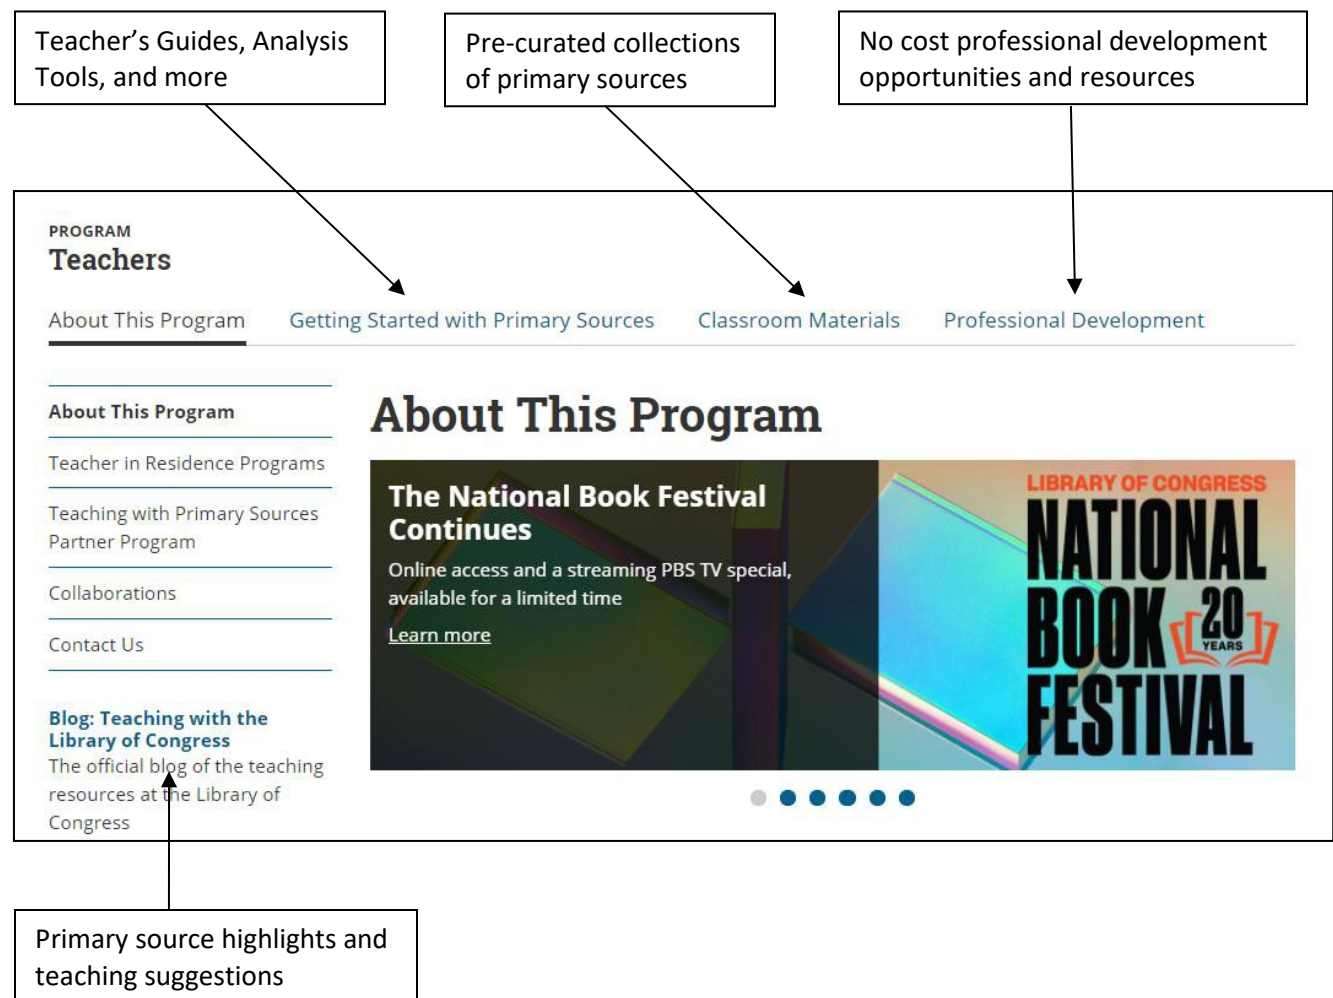 Teacher’s Guides, Analysis
Tools, and more
Pre-curated collections
of primary sources
No cost professional development
opportunities and resources
PROGRAM
Teachers
About This Program Getting Started with Primary Sources Classroom Materials Professional Development
About This Program
Teacher in Residence Programs
Teaching with Primary Sources
Partner Program
Collaborations
Contact Us
Blog: Teaching with the
Library of Congress
The official blog of the teaching
resources at the Library of
Congress
About This Program
The National Book Festival
Continues
Online access and a streaming PBS TV special,
available for a limited time
Learn more
LIBRARY OF CONGRESS
NATIONAL
BOOK
20
YEARS
FESTIVAL
Primary source highlights and
teaching suggestions